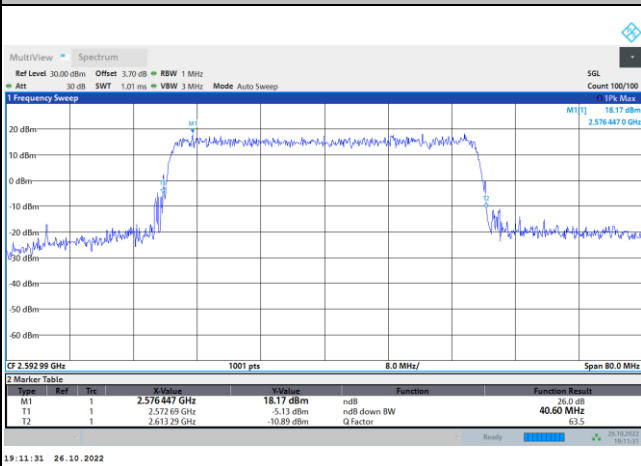 MultiView Spectrum
Ref Level 30.00 dBm Offset 3.70 dB RBW 1 MHz SGL
Att 30 dB SWT 1.01 ms VBW 3 MHz Mode Auto Sweep Count 100/100
1 Frequency Sweep 1Pk Max
M1[1] 18.17 dBm
2.576 447 0 GHz
M1
20 dBm
10 dBm
0 dBm
T1
-10 dBm
T2
-20 dBm
-30 dBm
-40 dBm
-50 dBm
-60 dBm
CF 2.592 99 GHz 1001 pts 8.0 MHz/ Span 80.0 MHz
2 Marker Table
Type Ref Trc X-Value Y-Value Function Function Result
M1 1 2.576 447 GHz 18.17 dBm ndB 26.0 dB
T1 1 2.572 69 GHz -5.13 dBm ndB down BW 40.60 MHz
T2 1 2.613 29 GHz -10.89 dBm Q Factor 63.5
Ready 26.10.2022
19:11:31
19:11:31 26.10.2022